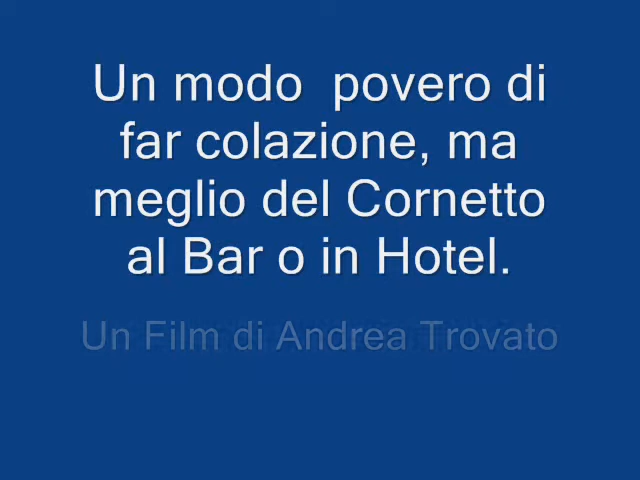 Un modo  povero di
far colazione, ma
meglio del Cornetto
al Bar o in Hotel.
Un Film di Andrea Trovato